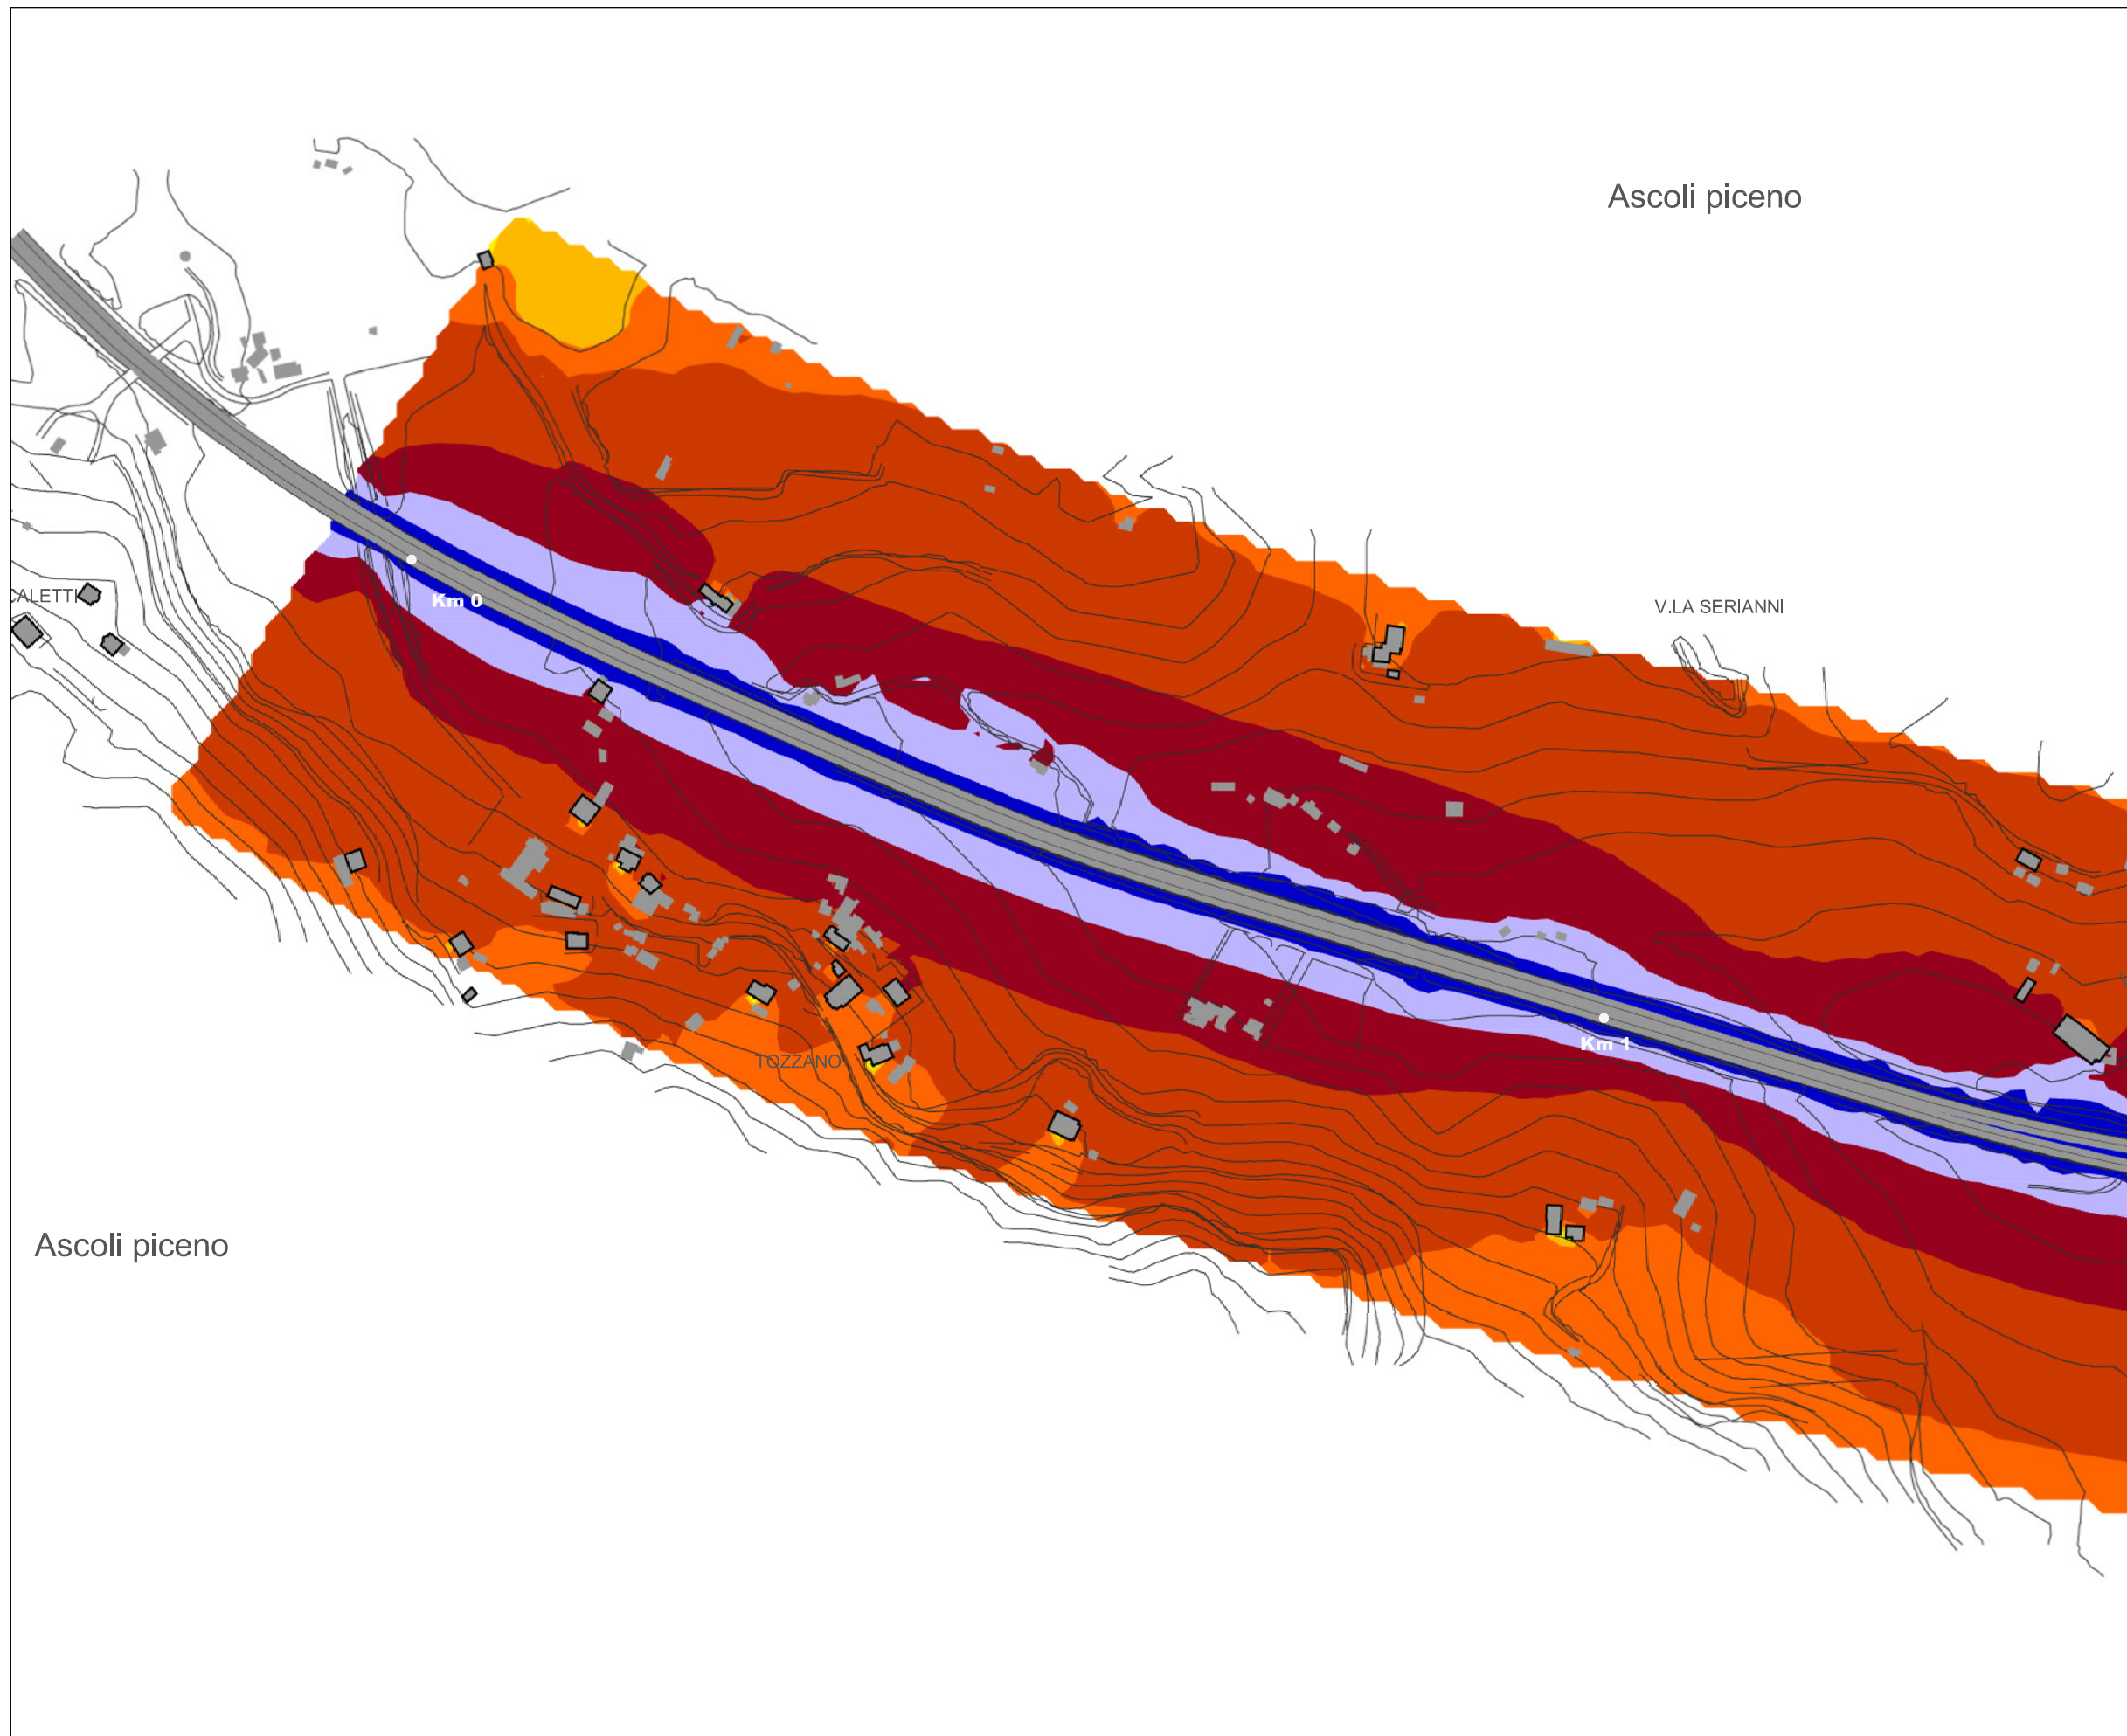 Ascoli piceno
CALETTI
Km 0
V.LA SERIANNI
Km 1
TOZZANO
Ascoli piceno